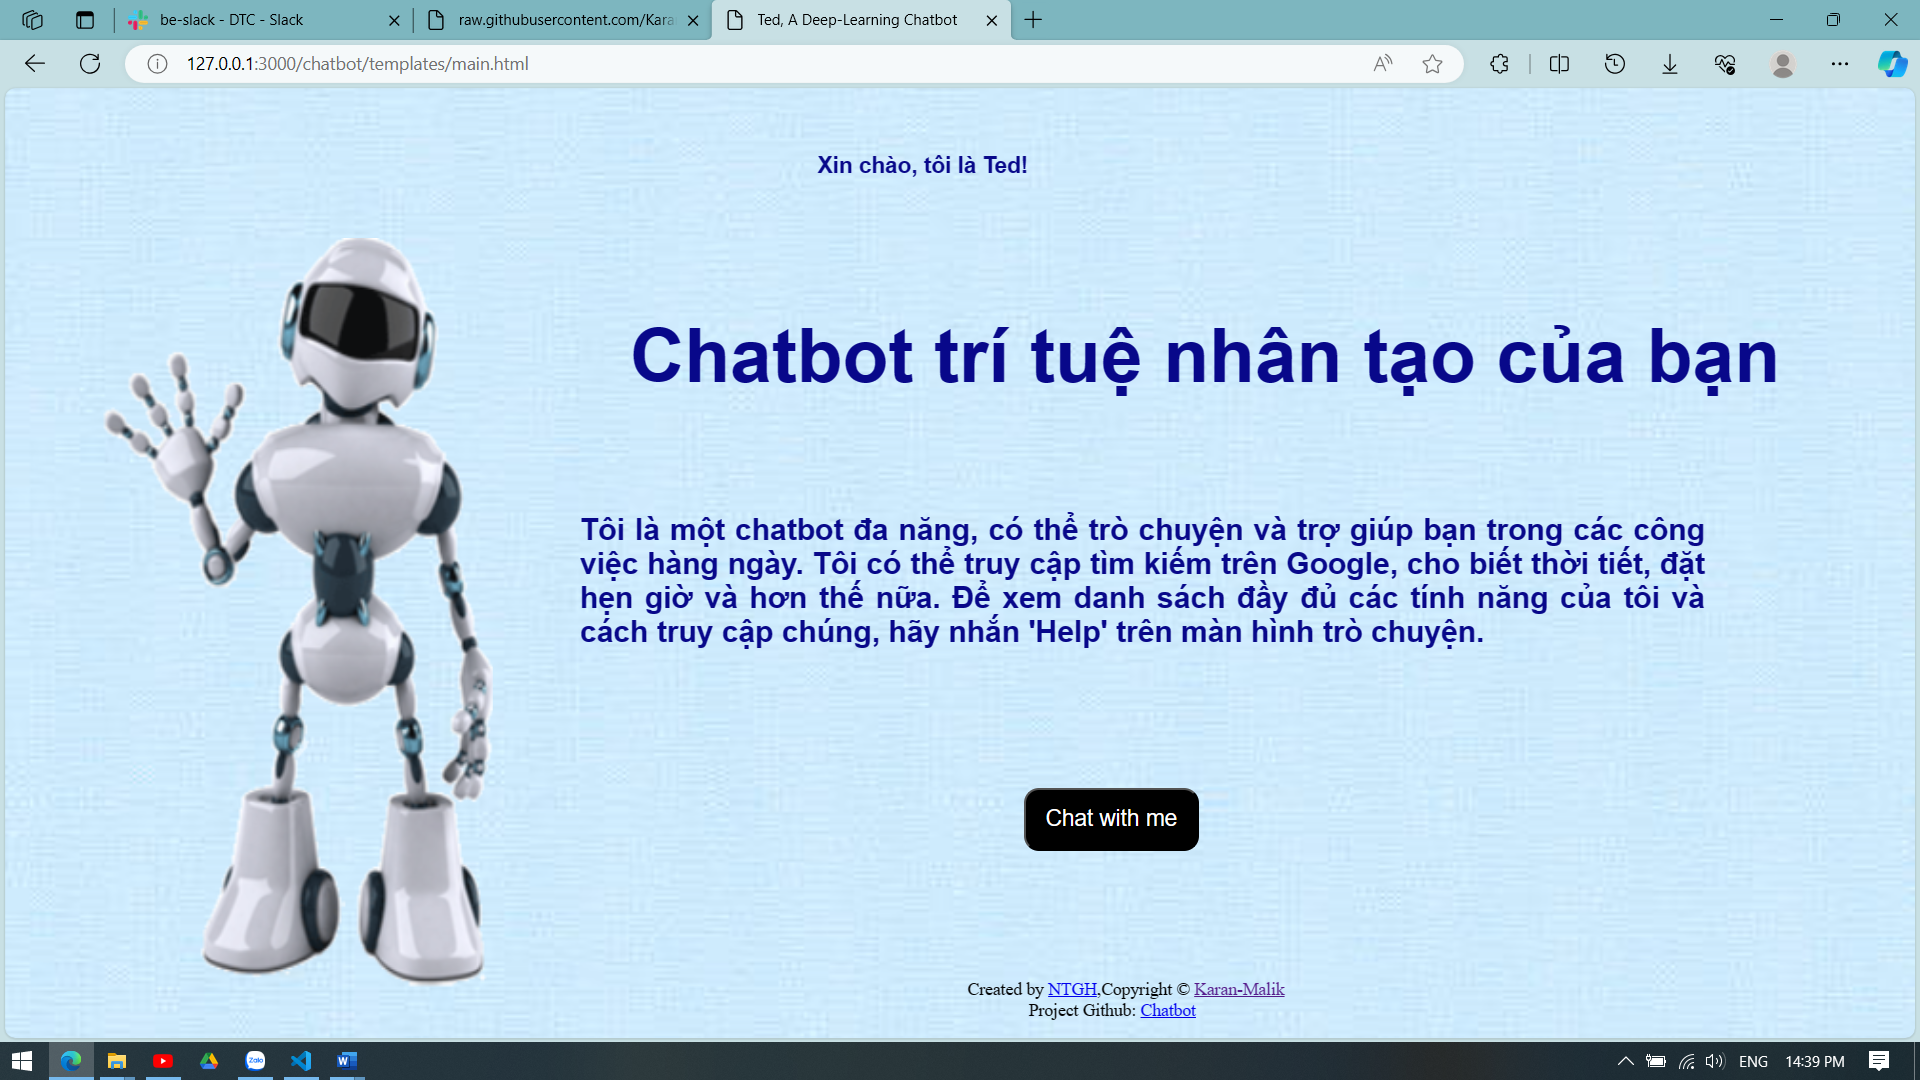 be-slack - DTC - Slack
raw.githubusercontent.com/Kara
Ted, A Deep-Learning Chatbot
127.0.0.1:3000/chatbot/templates/main.html
Xin chào, tôi là Ted!
Chatbot trí tuệ nhân tạo của bạn
Tôi là một chatbot đa năng, có thể trò chuyện và trợ giúp bạn trong các công
việc hàng ngày. Tôi có thể truy cập tìm kiếm trên Google, cho biết thời tiết, đặt
hẹn giờ và hơn thế nữa. Để xem danh sách đầy đủ các tính năng của tôi và
cách truy cập chúng, hãy nhắn 'Help' trên màn hình trò chuyện.
Chat with me
Created by NTGH,Copyright © Karan-Malik
Project Github: Chatbot
Zalo
W
ENG
14:39 PM